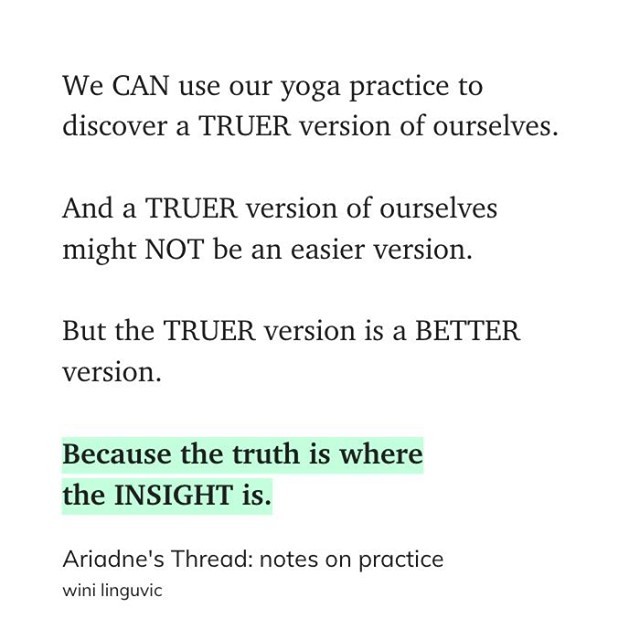 We CAN use our yoga practice to
discover a TRUER version of ourselves.
And a TRUER version of ourselves
might NOT be an easier version.
But the TRUER version is a BETTER
version.
Because the truth is where
the INSIGHT is.
Ariadne's Thread: notes on practice
wini linguvic